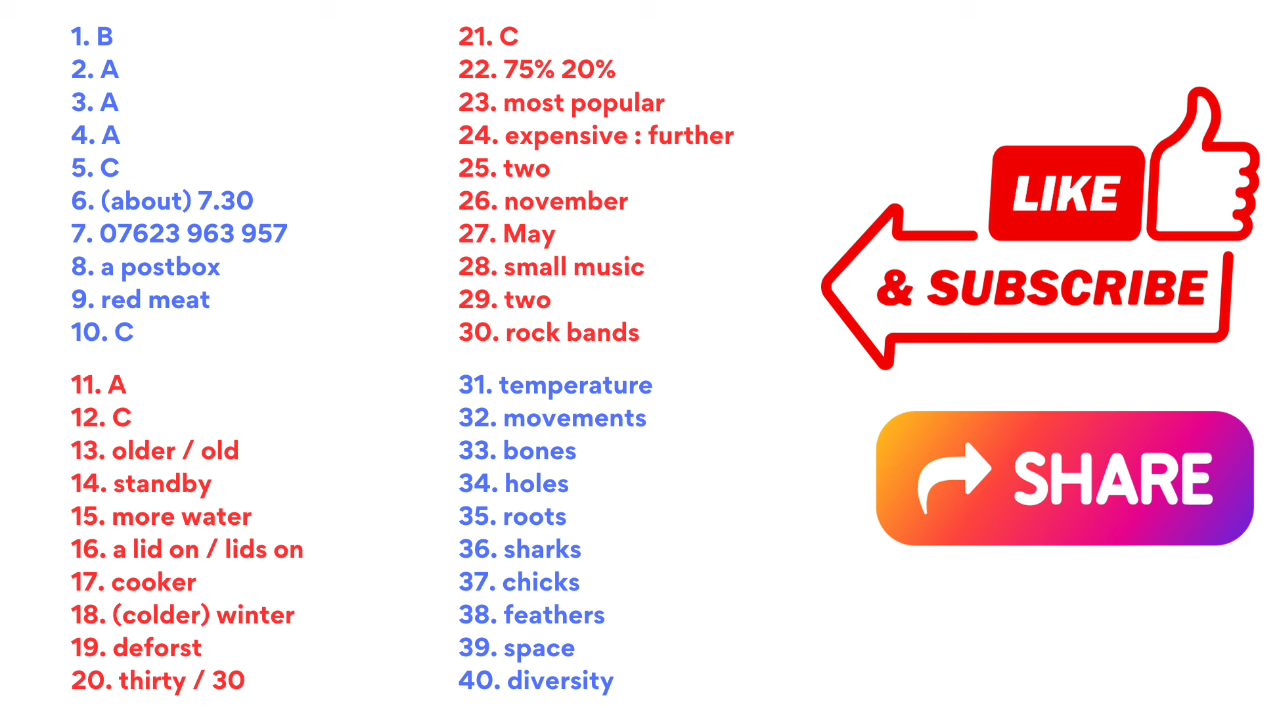 1. B
2. A
3. A
4. A
5. C
6. (about) 7.30
7. 07623 963 957
8. a postbox
9. red meat
10. C
11. A
12. C
13. older / old
14. standby
15. more water
16. a lid on / lids on
17. cooker
18. (colder) winter
19. deforst
20. thirty / 30
21. C
22. 75% 20%
23. most popular
24. expensive : further
25. two
26. november
27. May
28. small music
29. two
30. rock bands
31. temperature
32. movements
33. bones
34. holes
35. roots
36. sharks
37. chicks
38. feathers
39. space
40. diversity
LIKE
& SUBSCRIBE
SHARE